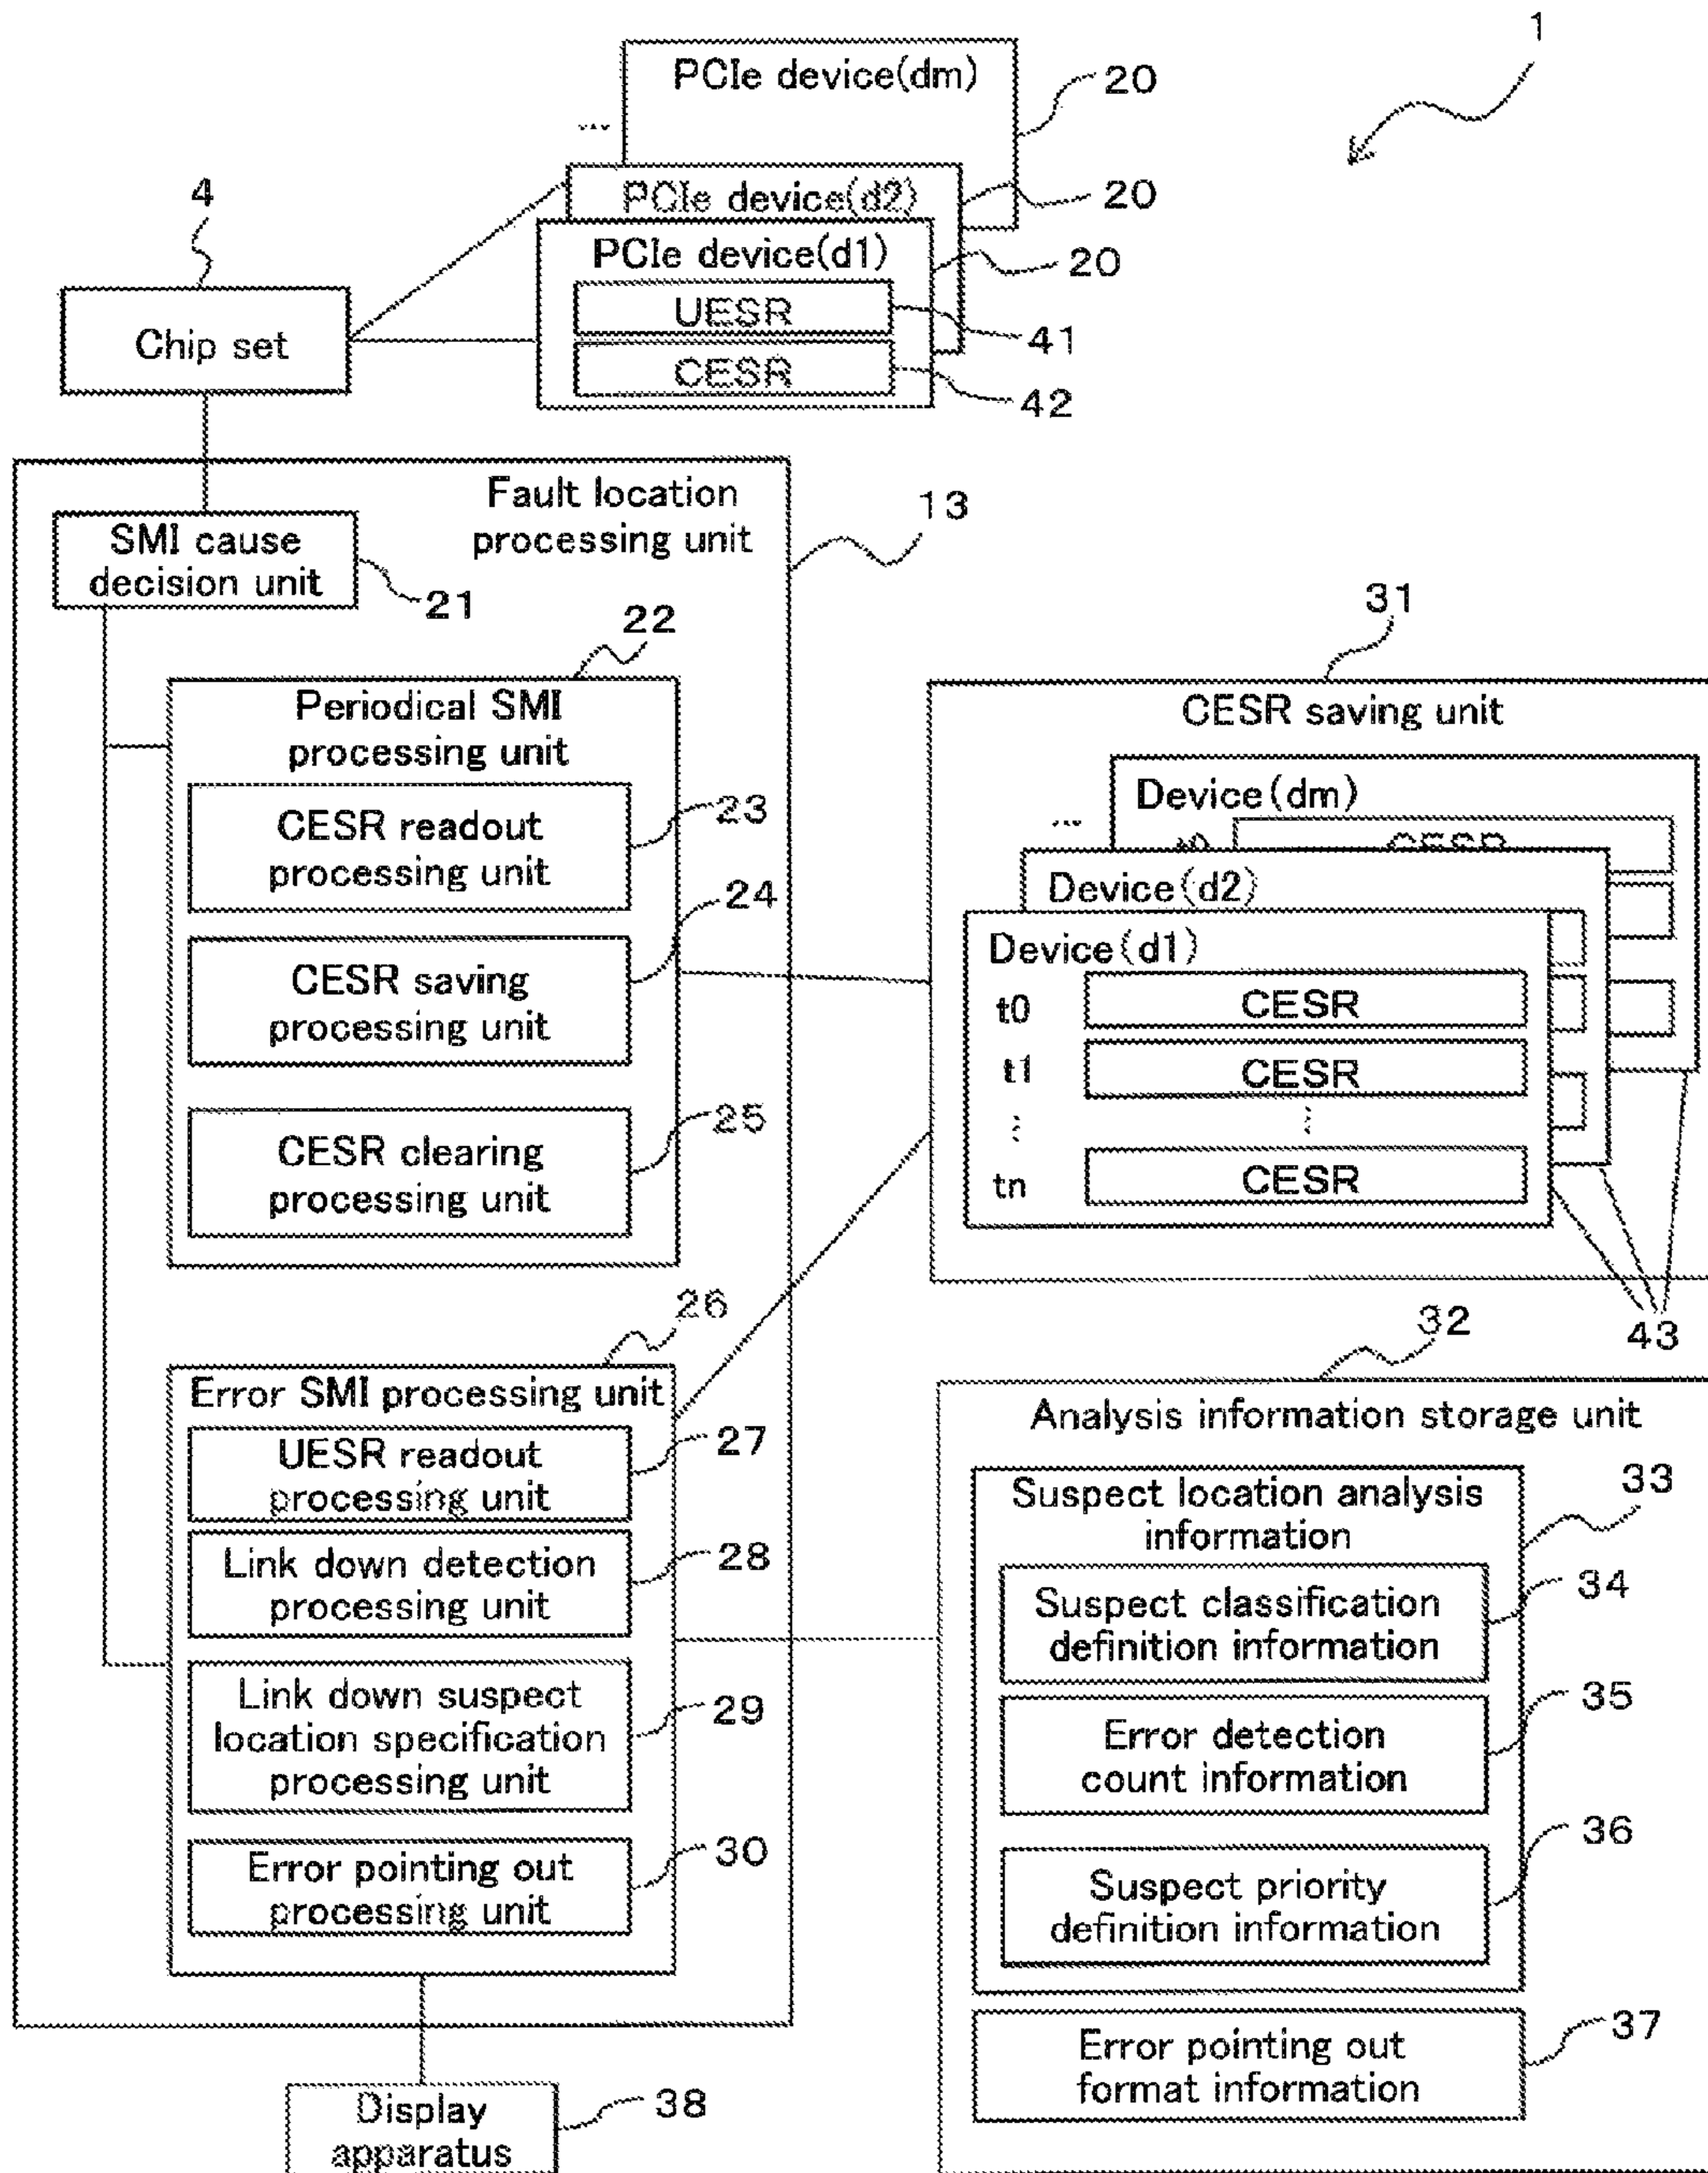 1
PCIe device(dm)
20
...
PCIe device(d2)
20
4
PCIe device(d1)
20
UESR
41
Chip set
CESR
42
Fault location
processing unit
13
SMI cause
decision unit
21
22
Periodical SMI
processing unit
CESR readout
processing unit
23
CESR saving
processing unit
24
CESR clearing
processing unit
25
31
CESR saving unit
...
Device(dm)
t0
CESR
Device(d2)
Device(d1)
t0
CESR
t1
CESR
⋮
⋮
tn
CESR
43
26
Error SMI processing unit
UESR readout
processing unit
27
Link down detection
processing unit
28
Link down suspect
location specification
processing unit
29
Error pointing out
processing unit
30
32
Analysis information storage unit
Suspect location analysis
information
33
Suspect classification
definition information
34
Error detection
count information
35
Suspect priority
definition information
36
Error pointing out
format information
37
Display
apparatus
38